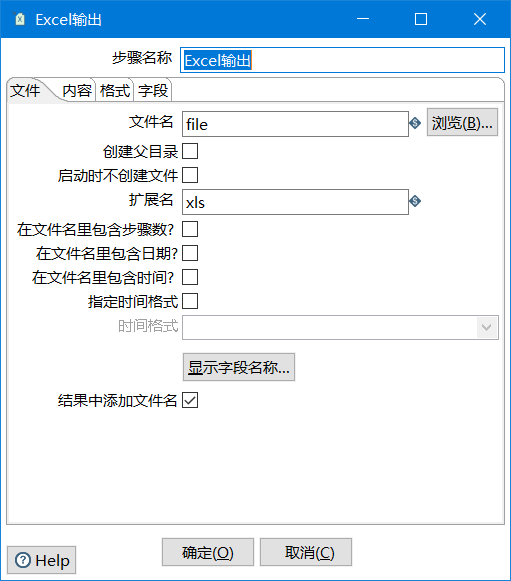 Excel输出
步骤名称 Excel输出
文件 内容 格式 字段
文件名 file 浏览(B)...
创建父目录
启动时不创建文件
扩展名 xls
在文件名里包含步骤数?
在文件名里包含日期?
在文件名里包含时间?
指定时间格式
时间格式
显示字段名称...
结果中添加文件名
Help 确定(O) 取消(C)